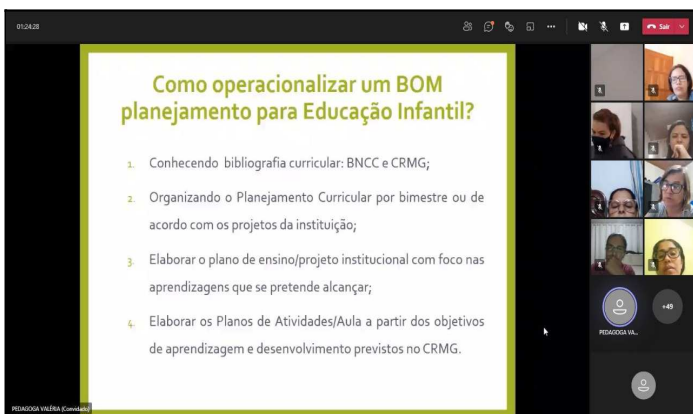 01:24:28
Sair
Como operacionalizar um BOM
planejamento para Educação Infantil?
1. Conhecendo bibliografia curricular: BNCC e CRMG;
2. Organizando o Planejamento Curricular por bimestre ou de
acordo com os projetos da instituição;
3. Elaborar o plano de ensino/projeto institucional com foco nas
aprendizagens que se pretende alcançar;
4. Elaborar os Planos de Atividades/Aula a partir dos objetivos
de aprendizagem e desenvolvimento previstos no CRMG.
+49
PEDAGOGA VA...
PEDAGOGA VALÉRIA (Convidado)